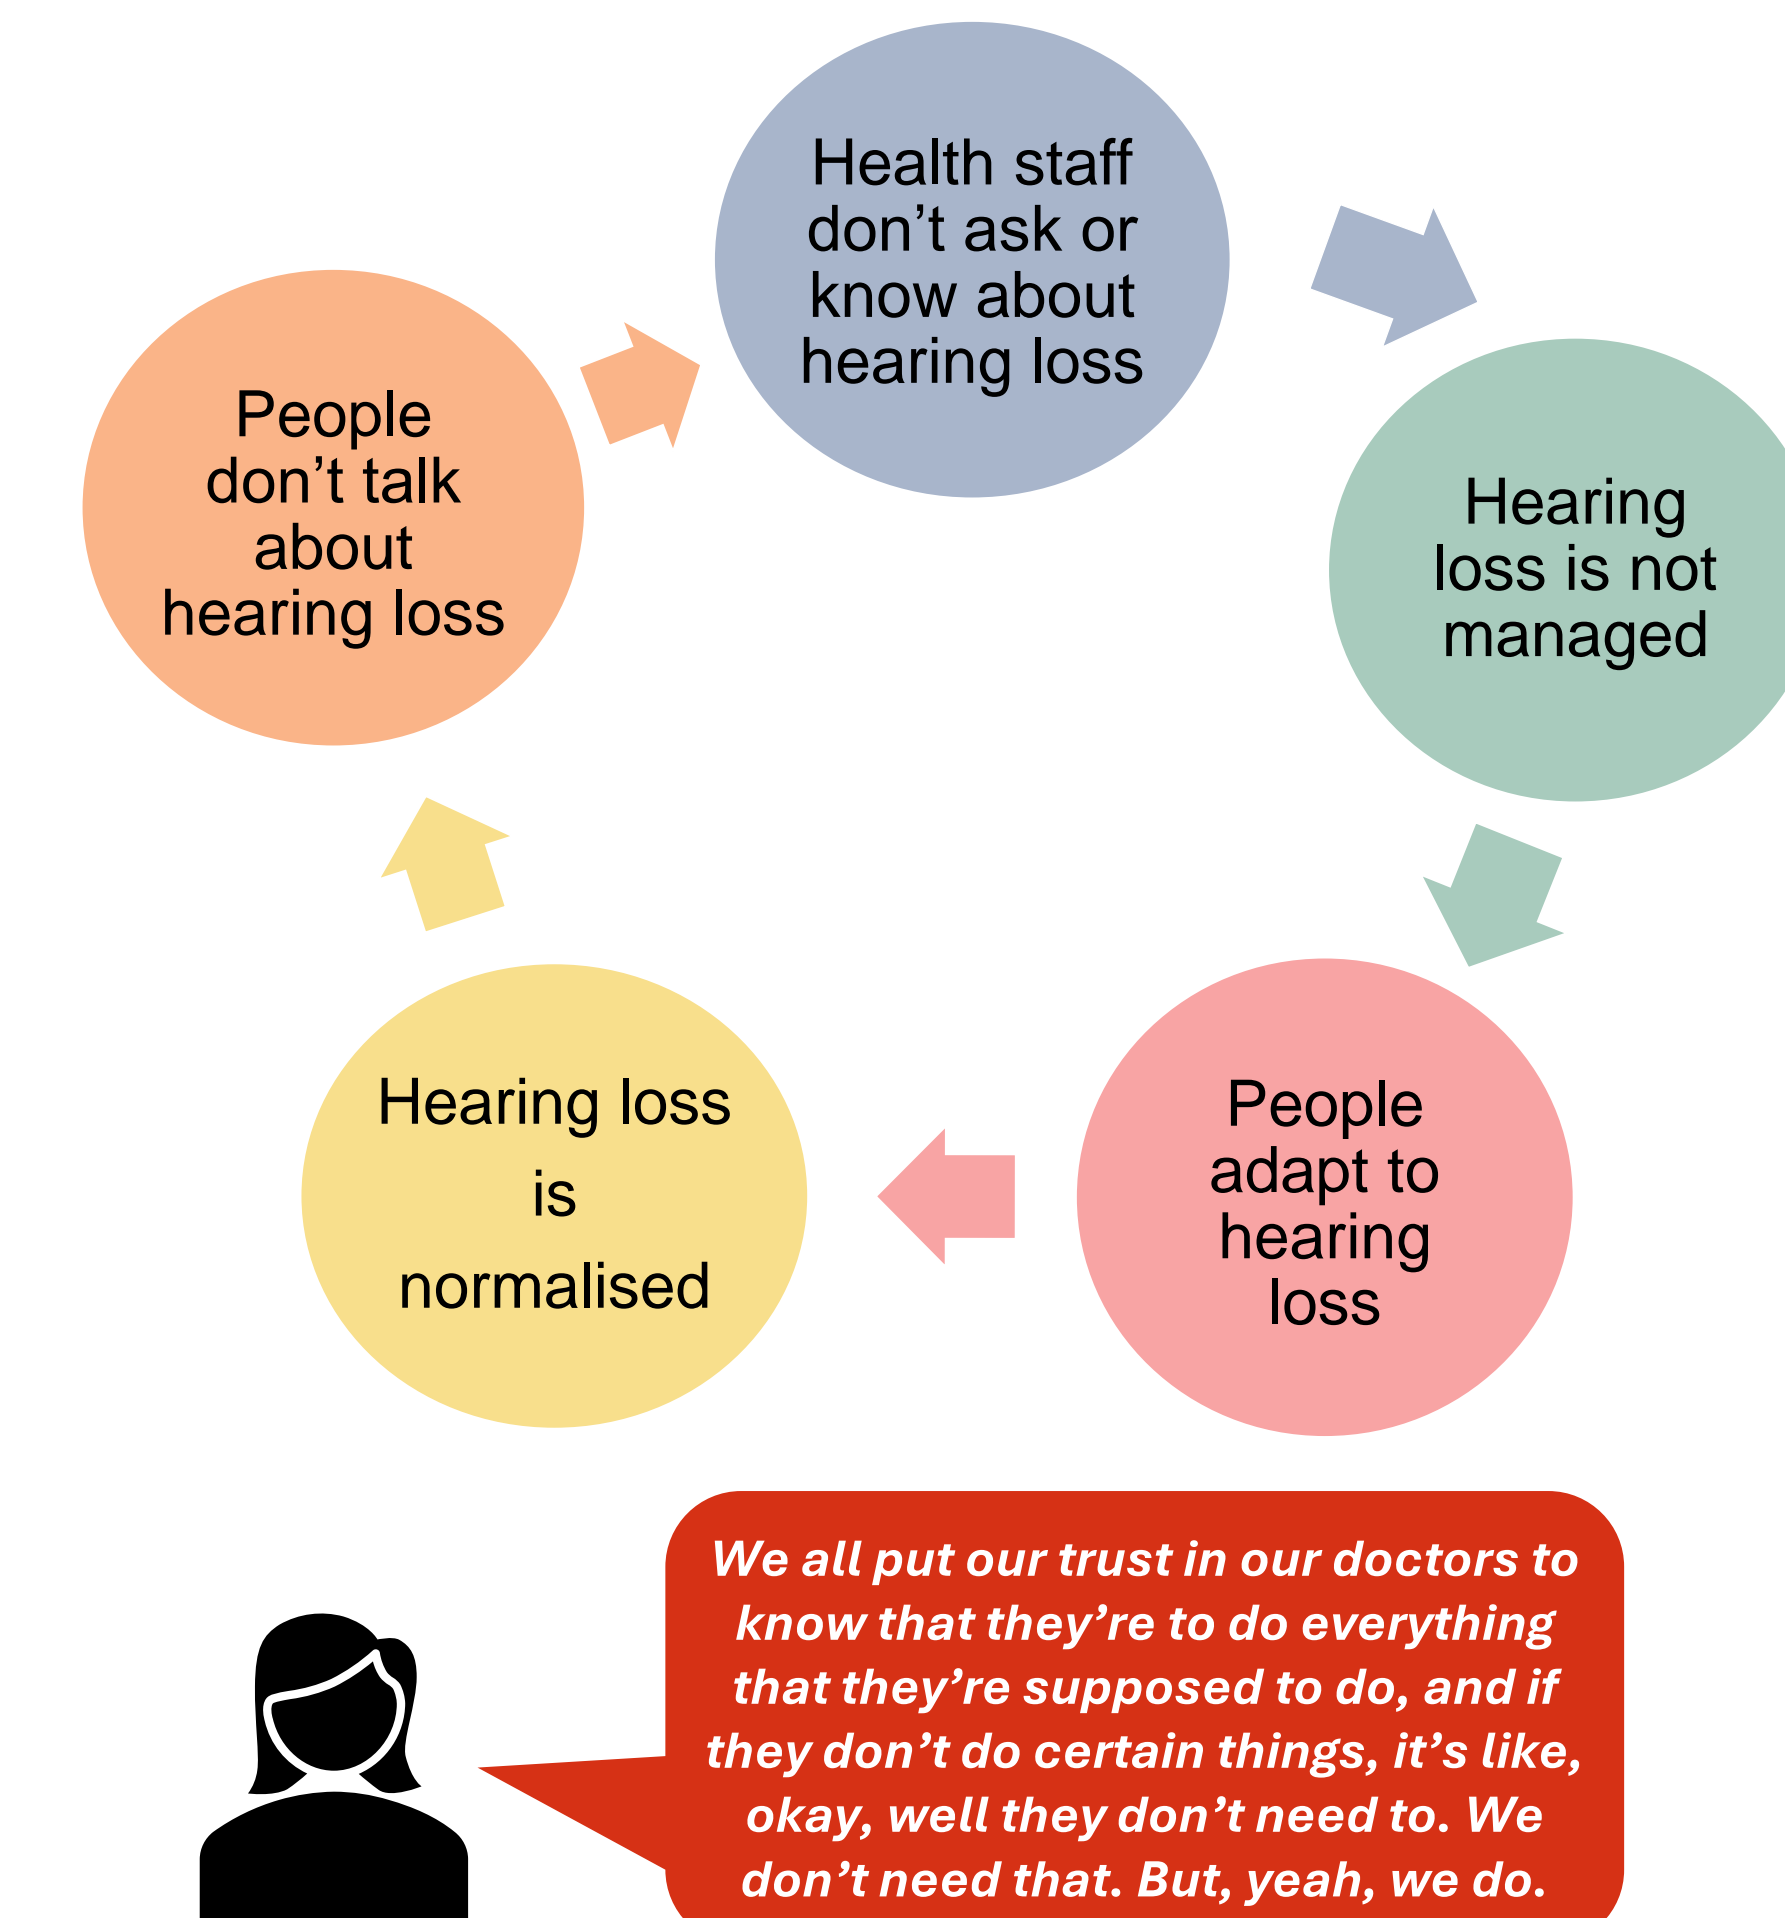 Health staff
don’t ask or
know about
hearing loss
People
don’t talk
about
hearing loss
Hearing
loss is not
managed
Hearing loss
is
normalised
People
adapt to
hearing
loss
We all put our trust in our doctors to
know that they’re to do everything
that they’re supposed to do, and if
they don’t do certain things, it’s like,
okay, well they don’t need to. We
don’t need that. But, yeah, we do.